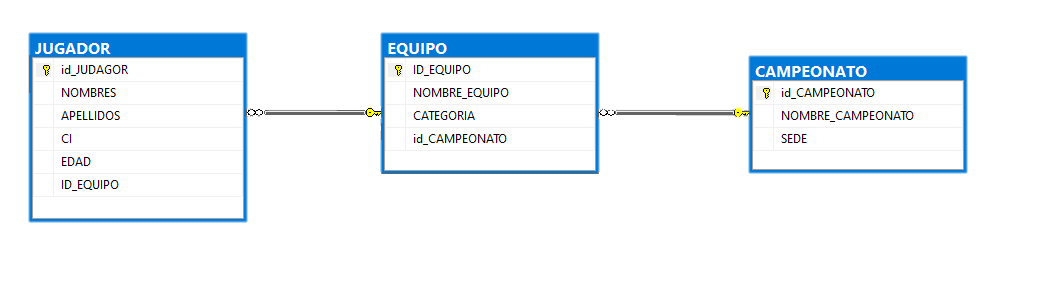 JUGADOR
id_JUDAGOR
NOMBRES
APELLIDOS
CI
EDAD
ID_EQUIPO
EQUIPO
ID_EQUIPO
NOMBRE_EQUIPO
CATEGORIA
id_CAMPEONATO
CAMPEONATO
id_CAMPEONATO
NOMBRE_CAMPEONATO
SEDE